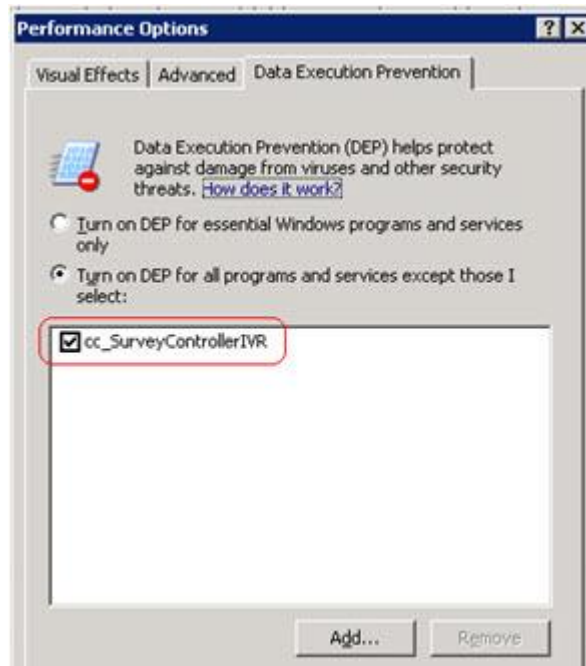 Performance Options
Visual Effects
Advanced
Data Execution Prevention
Data Execution Prevention (DEP) helps protect
against damage from viruses and other security
threats. How does it work?
Turn on DEP for essential Windows programs and services
only
Turn on DEP for all programs and services except those I
select:
cc_SurveyControllerIVR
Add...
Remove